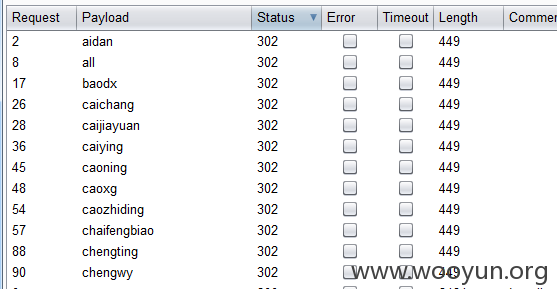 Request Payload Status Error Timeout Length Commen
2 aidan 302 449
8 all 302 449
17 baodx 302 449
26 caichang 302 449
28 caijiayuan 302 449
36 caiying 302 449
45 caoning 302 449
48 caoxg 302 449
54 caozhiding 302 449
57 chaifengbiao 302 449
88 chengting 302 449
90 chengwy 302 449
www.wooyun.org